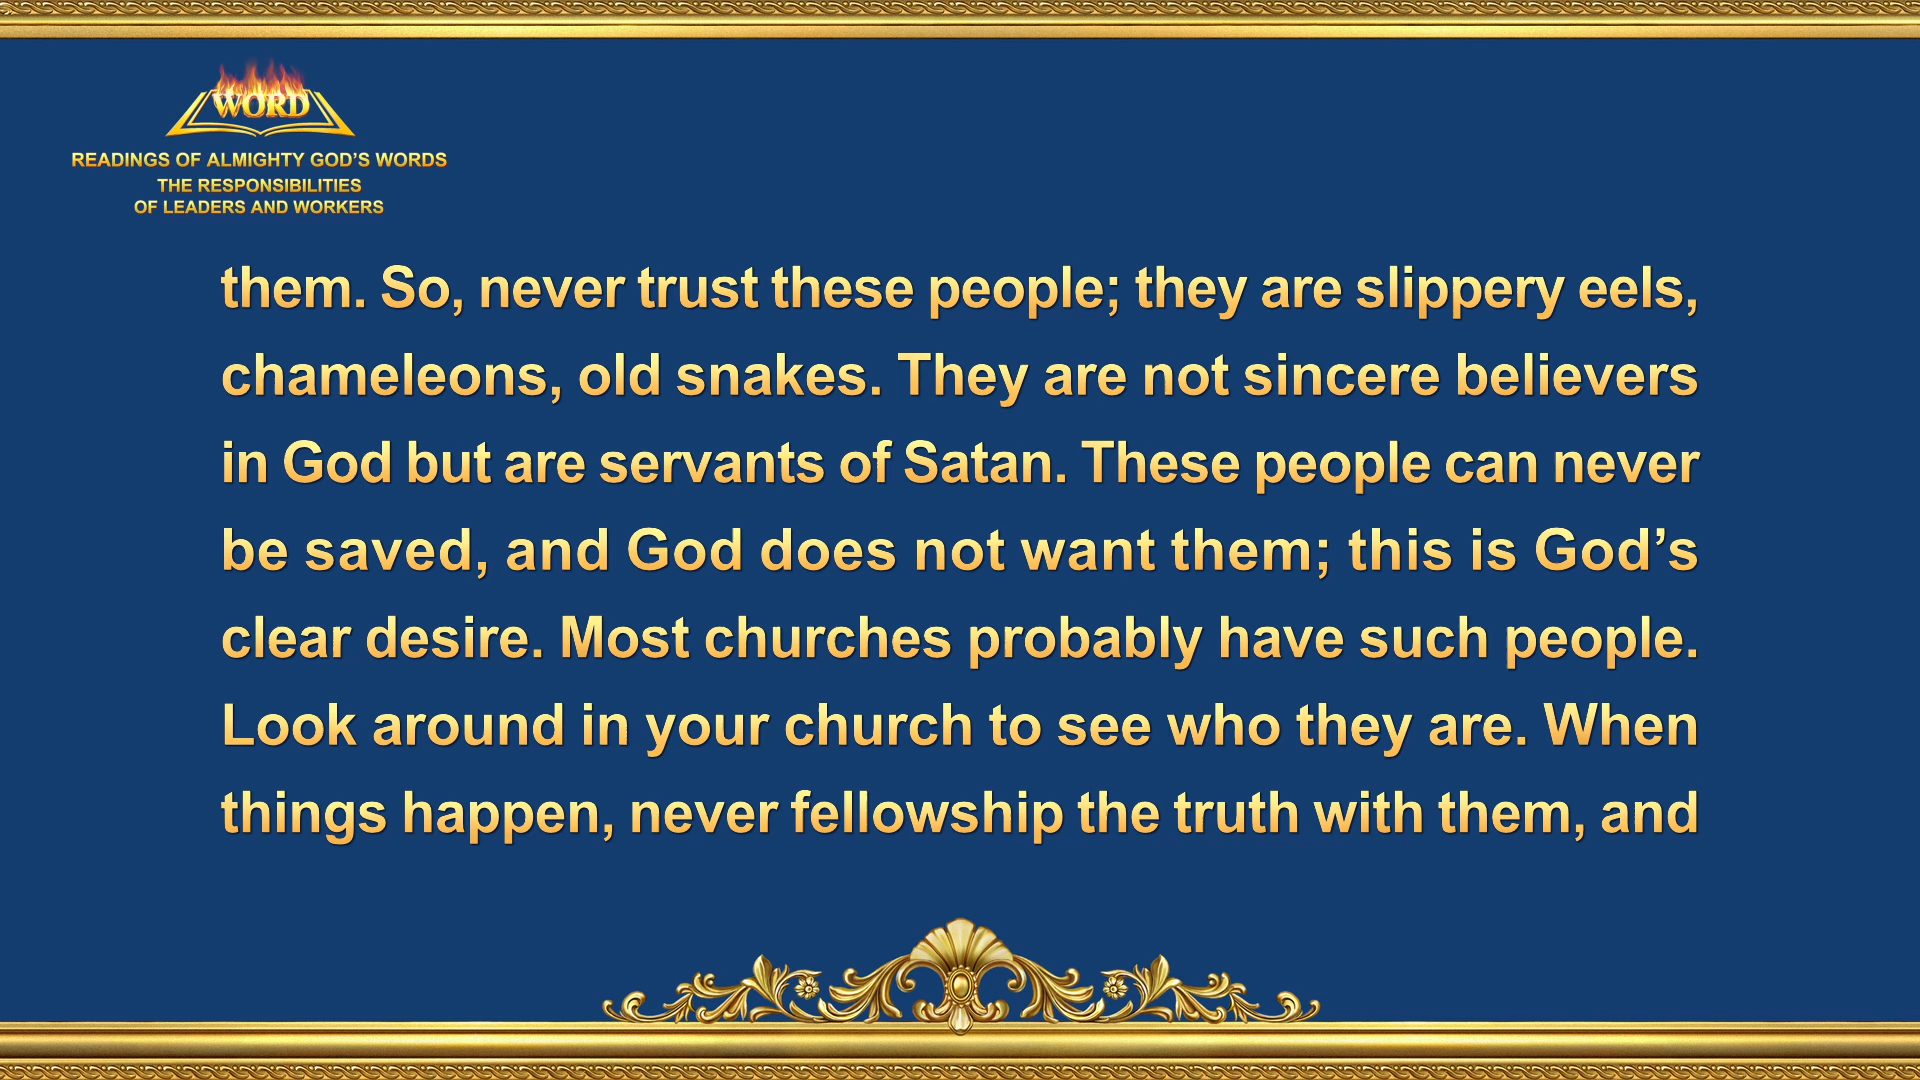 WORD
READINGS OF ALMIGHTY GOD’S WORDS
THE RESPONSIBILITIES
OF LEADERS AND WORKERS
them. So, never trust these people; they are slippery eels,
chameleons, old snakes. They are not sincere believers
in God but are servants of Satan. These people can never
be saved, and God does not want them; this is God’s
clear desire. Most churches probably have such people.
Look around in your church to see who they are. When
things happen, never fellowship the truth with them, and